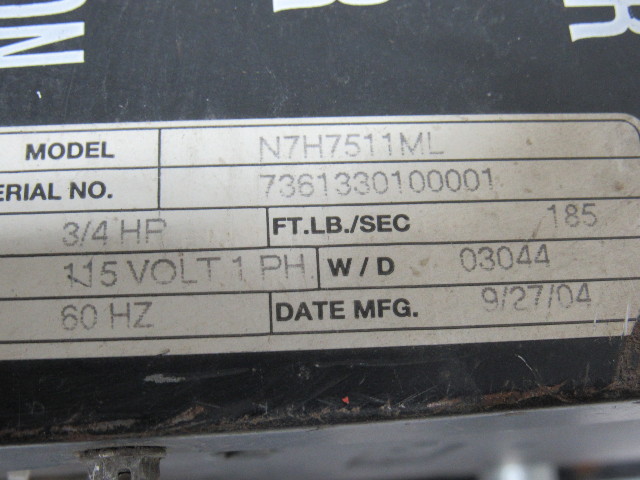 MODEL N7H7511ML
ERIAL NO. 7361330100001
3/4 HP FT.LB./SEC 185
115 VOLT 1 PH W/D 03044
60 HZ DATE MFG. 9/27/04